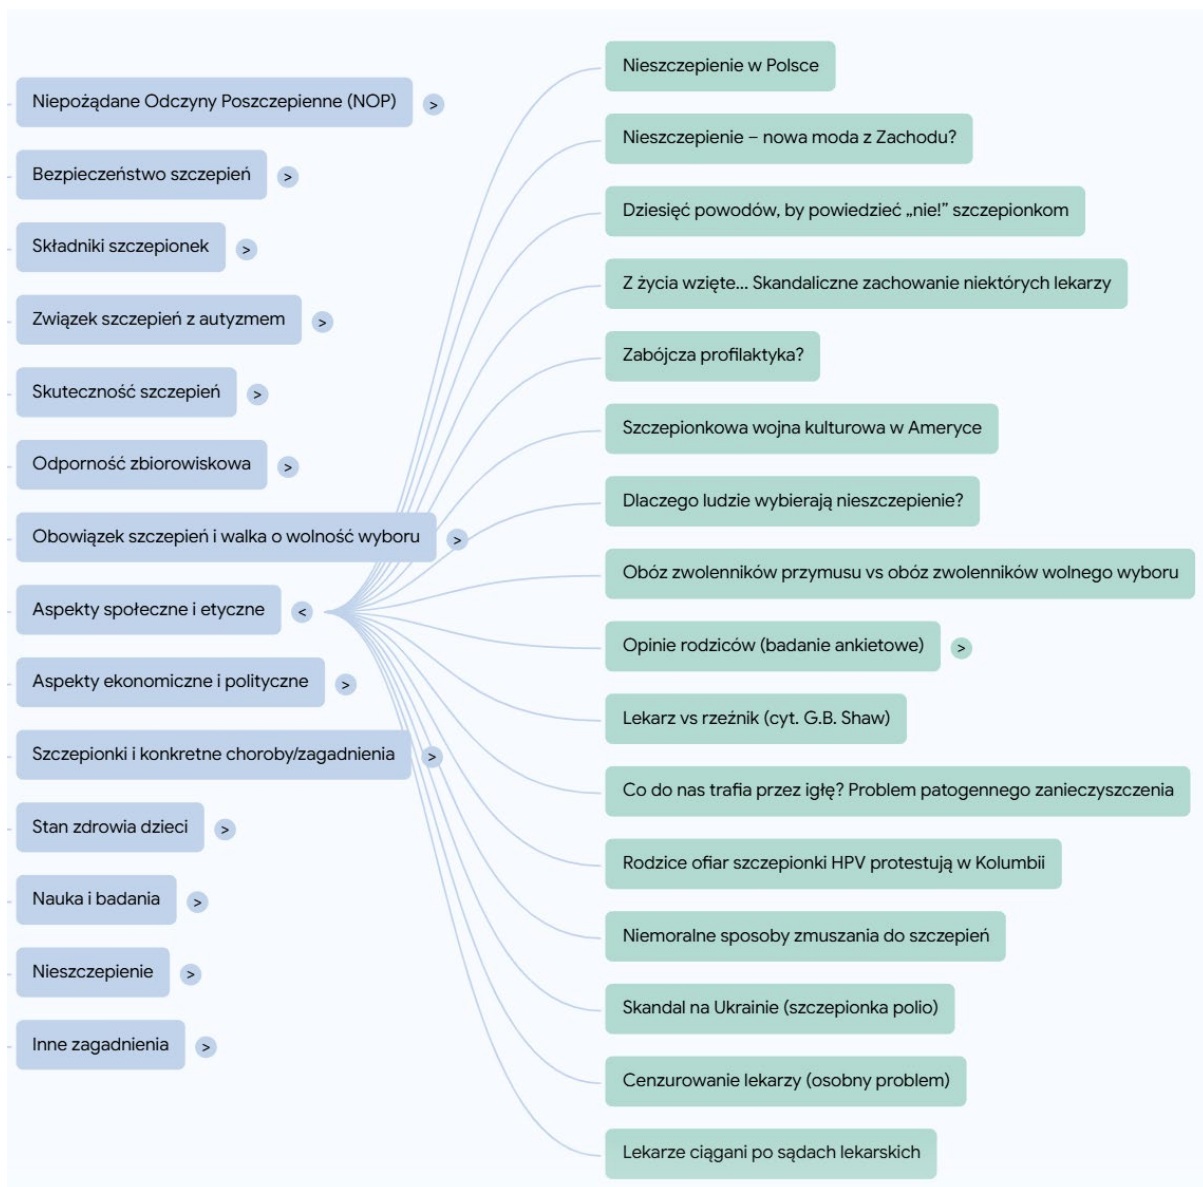 Niepożądane Odczyny Poszczepienne (NOP) >
Bezpieczeństwo szczepień >
Składniki szczepionek >
Związek szczepień z autyzmem >
Skuteczność szczepień >
Odporność zbiorowiskowa >
Obowiązek szczepień i walka o wolność wyboru >
Aspekty społeczne i etyczne <
Aspekty ekonomiczne i polityczne >
Szczepionki i konkretne choroby/zagadnienia >
Stan zdrowia dzieci >
Nauka i badania >
Nieszczepienie >
Inne zagadnienia >
Nieszczepienie w Polsce
Nieszczepienie – nowa moda z Zachodu?
Dziesięć powodów, by powiedzieć „nie!” szczepionkom
Z życia wzięte... Skandaliczne zachowanie niektórych lekarzy
Zabójcza profilaktyka?
Szczepionkowa wojna kulturowa w Ameryce
Dlaczego ludzie wybierają nieszczepienie?
Obóz zwolenników przymusu vs obóz zwolenników wolnego wyboru
Opinie rodziców (badanie ankietowe) >
Lekarz vs rzeźnik (cyt. G.B. Shaw)
Co do nas trafia przez igłę? Problem patogennego zanieczyszczenia
Rodzice ofiar szczepionki HPV protestują w Kolumbii
Niemoralne sposoby zmuszania do szczepień
Skandal na Ukrainie (szczepionka polio)
Cenzurowanie lekarzy (osobny problem)
Lekarze ciągani po sądach lekarskich